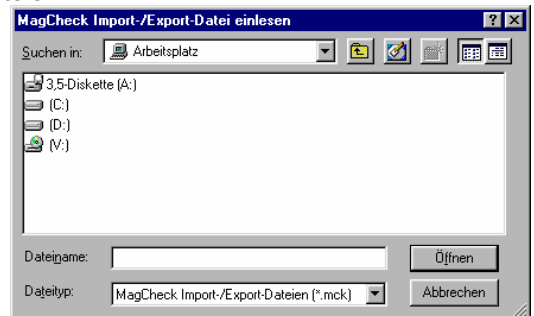 MagCheck Import-/Export-Datei einlesen
Suchen in: Arbeitsplatz
3,5-Diskette (A:)
(C:)
(D:)
(V:)
Dateiname: Öffnen
Dateityp: MagCheck Import-/Export-Dateien (*.mck) Abbrechen